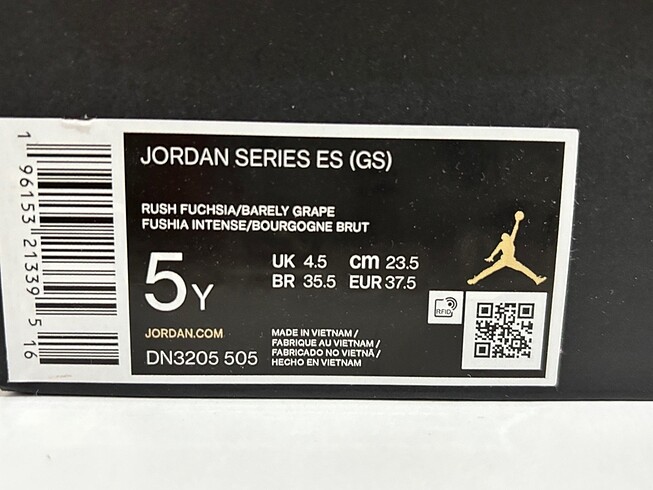 JORDAN SERIES ES (GS)
RUSH FUCHSIA/BARELY GRAPE
FUSHIA INTENSE/BOURGOGNE BRUT
5Y
UK 4.5 cm 23.5
BR 35.5 EUR 37.5
RFID
JORDAN.COM
DN3205 505
MADE IN VIETNAM /
FABRIQUE AU VIETNAM /
FABRICADO NO VIETNÃ /
HECHO EN VIETNAM
1 96153 21339 5 16